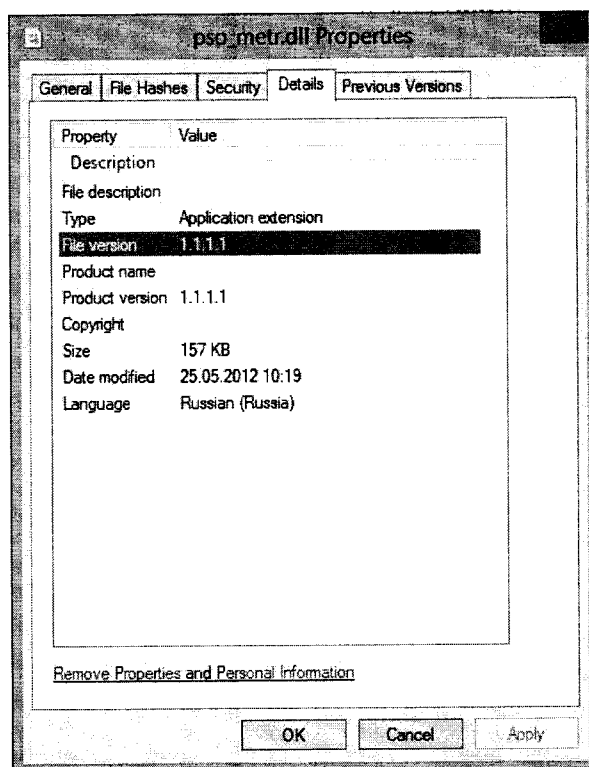 pso_metr.dll Properties
General File Hashes Security Details Previous Versions
Property Value
Description
File description
Type Application extension
File version 1.1.1.1
Product name
Product version 1.1.1.1
Copyright
Size 157 KB
Date modified 25.05.2012 10:19
Language Russian (Russia)
Remove Properties and Personal Information
OK Cancel Apply